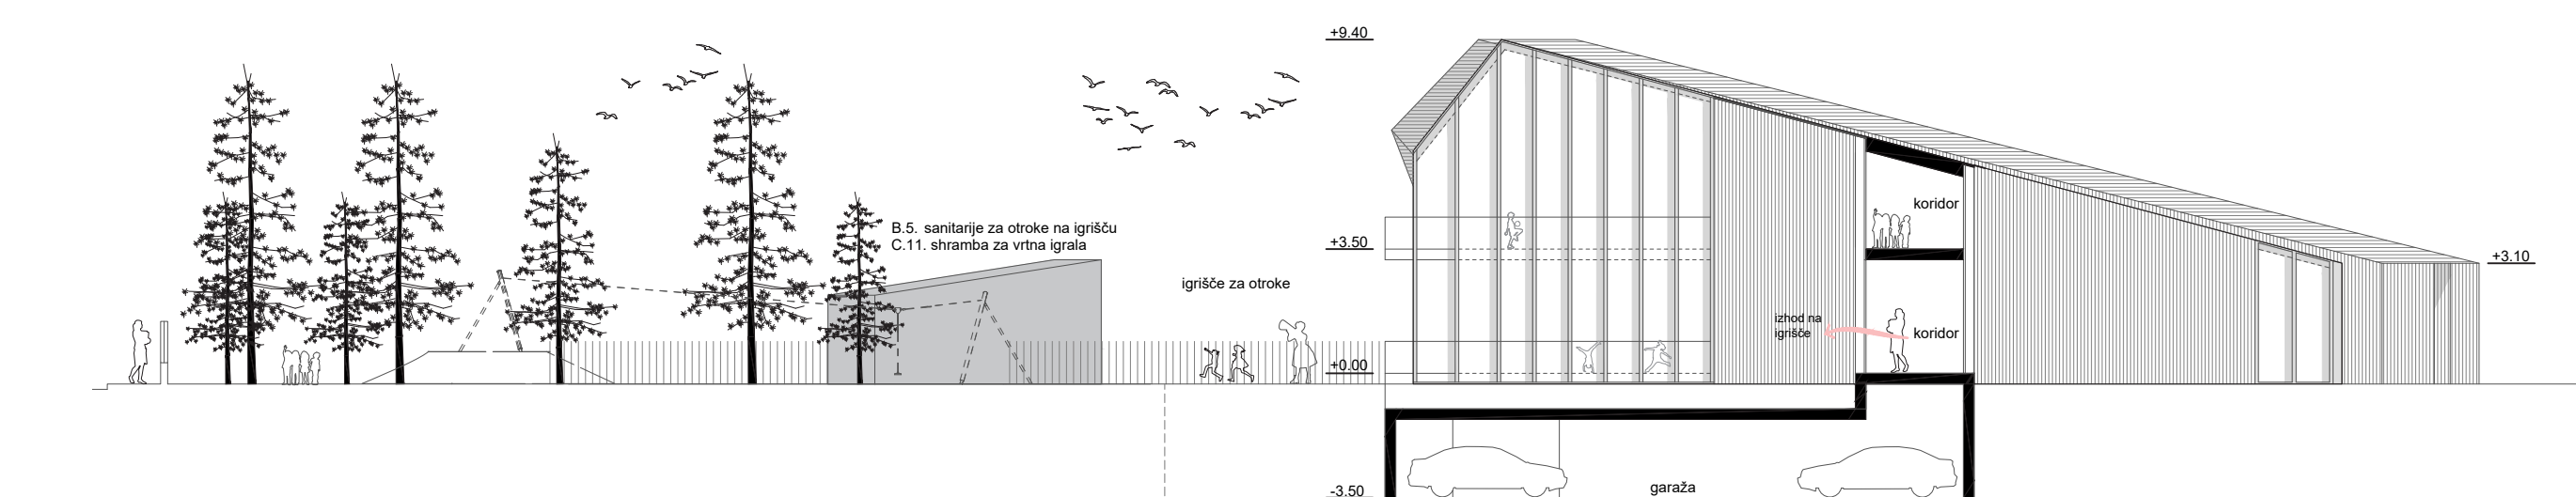 +9.40
koridor
B.5. sanitarije za otroke na igrišču
C.11. shramba za vrtna igrala
+3.50
+3.10
igrišče za otroke
izhod na
igrišče
koridor
+0.00
garaža
-3.50